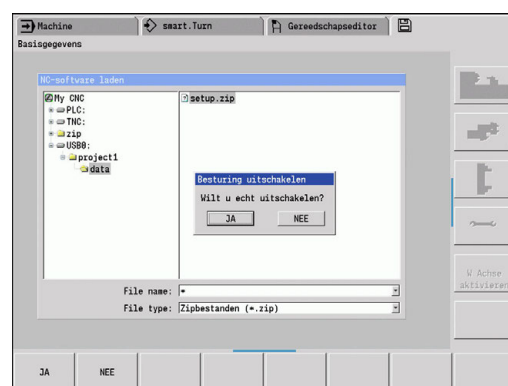 Machine
smart.Turn
Gereedschapseditor
Basisgegevens
NC-software laden
My CNC
PLC:
TNC:
zip
USB0:
project1
data
setup.zip
Besturing uitschakelen
Wilt u echt uitschakelen?
JA
NEE
File name: *
File type: Zipbestanden (*.zip)
W Achse
aktivieren
JA
NEE